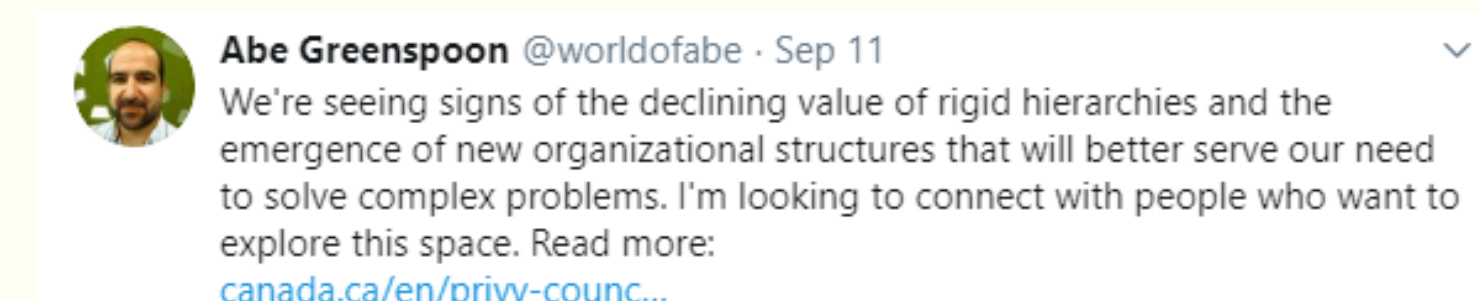 Abe Greenspoon @worldofabe · Sep 11
We're seeing signs of the declining value of rigid hierarchies and the
emergence of new organizational structures that will better serve our need
to solve complex problems. I'm looking to connect with people who want to
explore this space. Read more:
canada.ca/en/privy-counc...